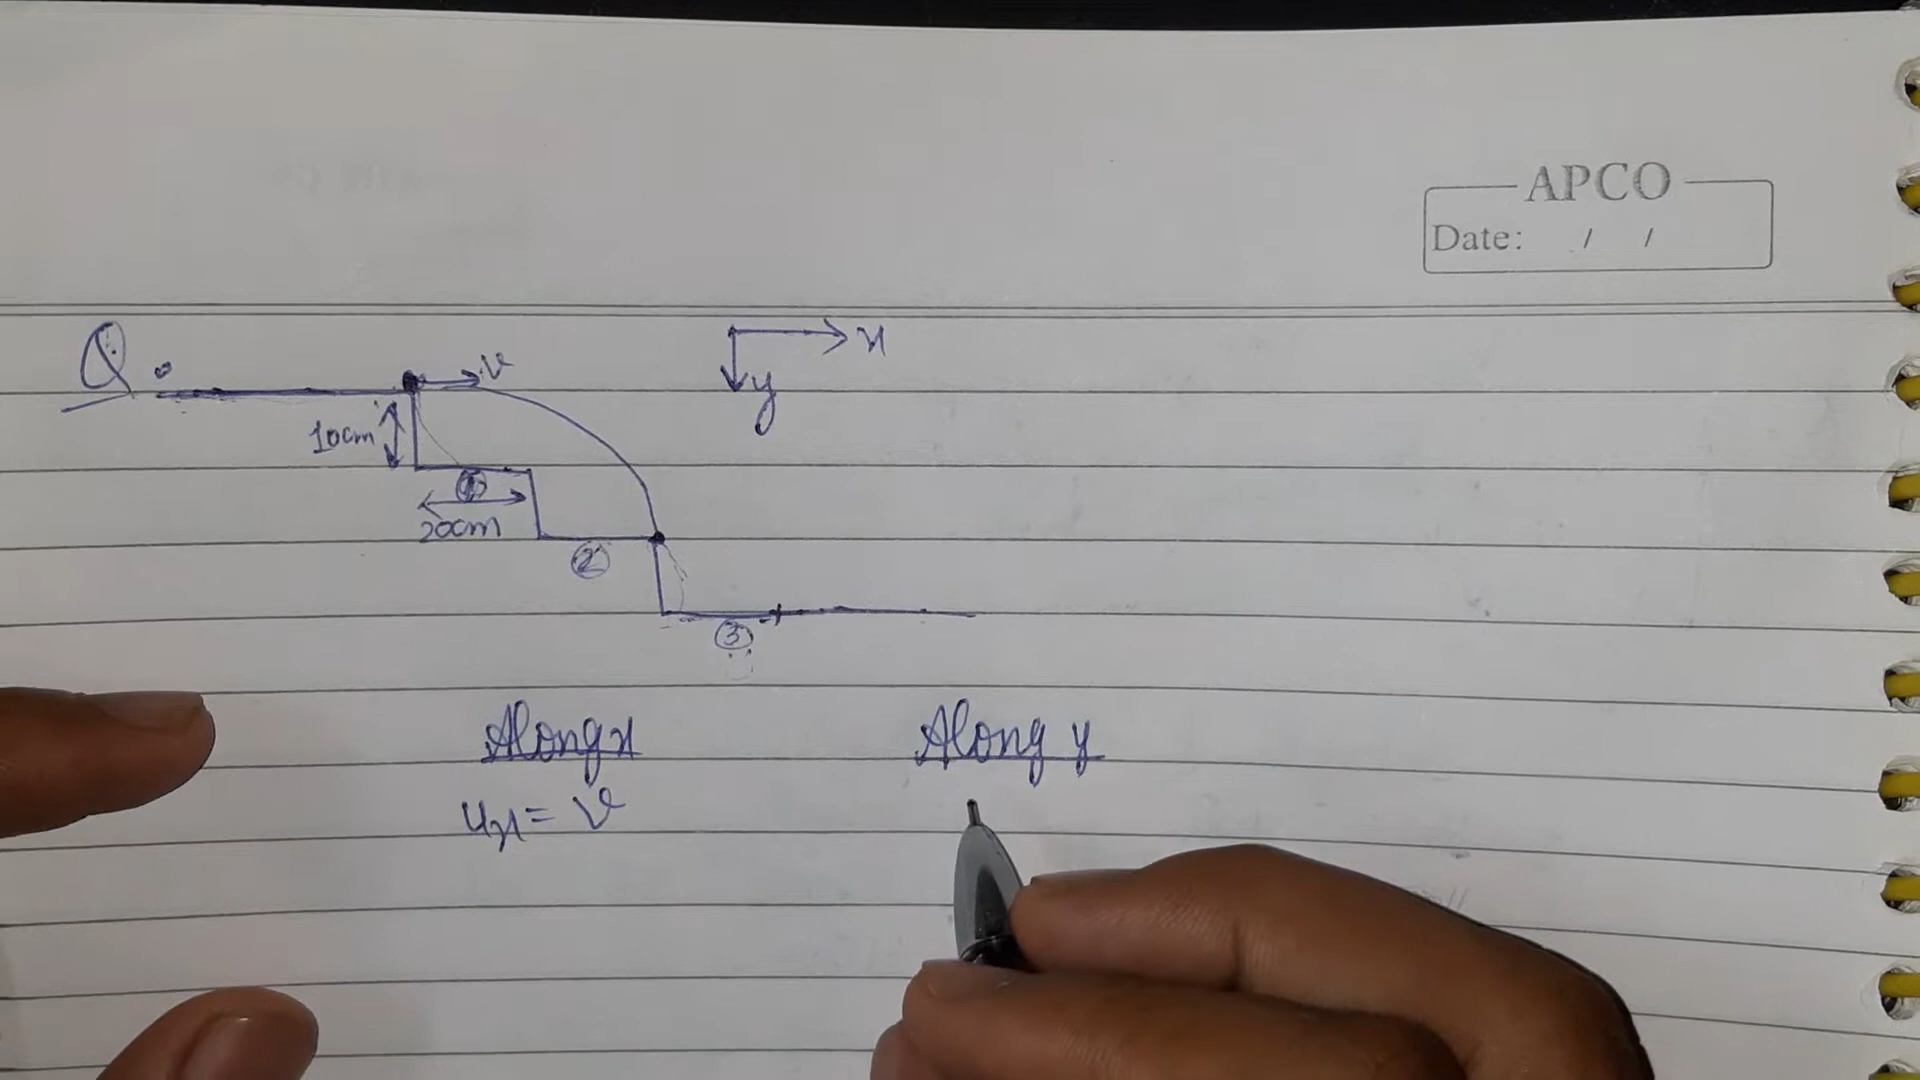 APCO
Date: / /
Q.
v
x
y
10cm
①
20cm
②
③
Along x
Along y
ux = v